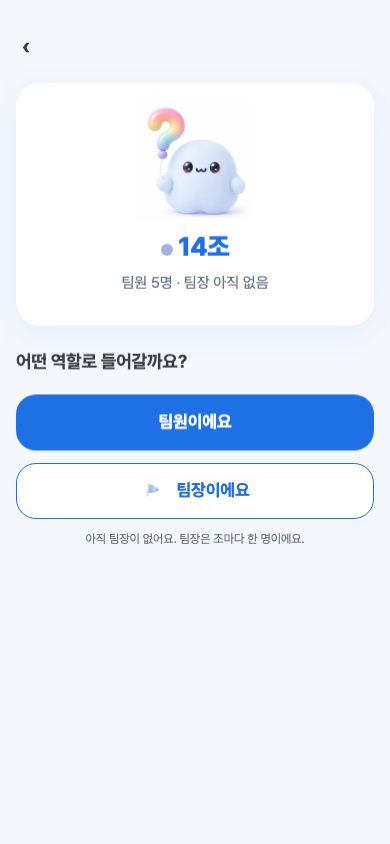 ‹
14조
팀원 5명 · 팀장 아직 없음
어떤 역할로 들어갈까요?
팀원이에요
팀장이에요
아직 팀장이 없어요. 팀장은 조마다 한 명이에요.